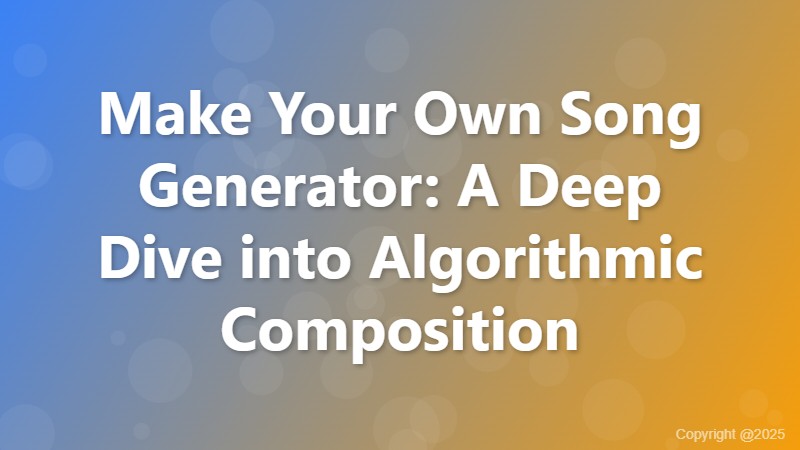 Make Your Own Song
Generator: A Deep
Dive into Algorithmic
Composition
Copyright @2025